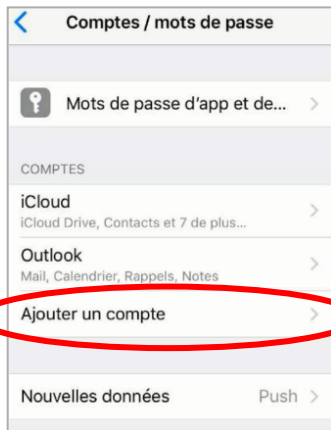 Comptes / mots de passe
Mots de passe d'app et de...
COMPTES
iCloud
iCloud Drive, Contacts et 7 de plus...
Outlook
Mail, Calendrier, Rappels, Notes
Ajouter un compte
Nouvelles données Push